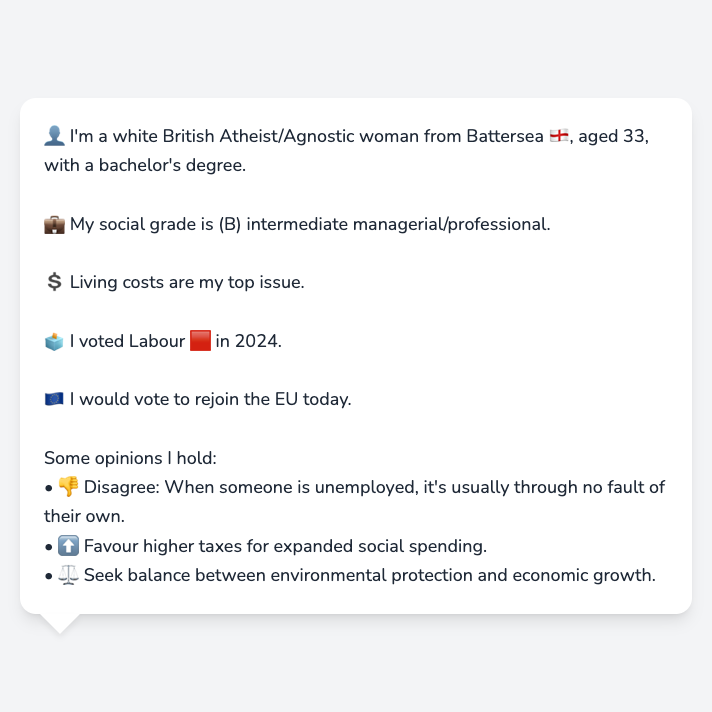 👤 I'm a white British Atheist/Agnostic woman from Battersea 🏴󠁧󠁢󠁥󠁮󠁧󠁿, aged 33,
with a bachelor's degree.
💼 My social grade is (B) intermediate managerial/professional.
💲 Living costs are my top issue.
🗳️ I voted Labour 🟥 in 2024.
🇪🇺 I would vote to rejoin the EU today.
Some opinions I hold:
• 👎 Disagree: When someone is unemployed, it's usually through no fault of
their own.
• ⬆️ Favour higher taxes for expanded social spending.
• ⚖️ Seek balance between environmental protection and economic growth.